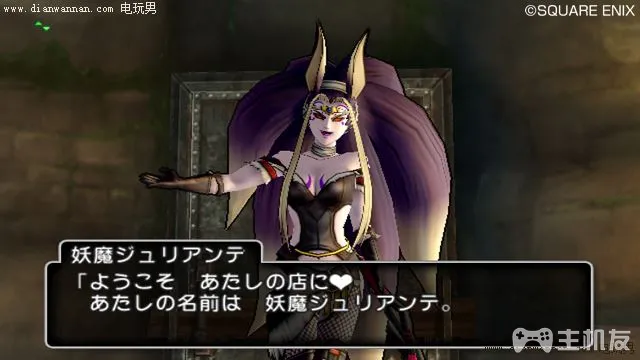 www.dianwannan.com 电玩男
©SQUARE ENIX
妖魔ジュリアンテ
「ようこそ　あたしの店に❤
あたしの名前は　妖魔ジュリアンテ。
主机友